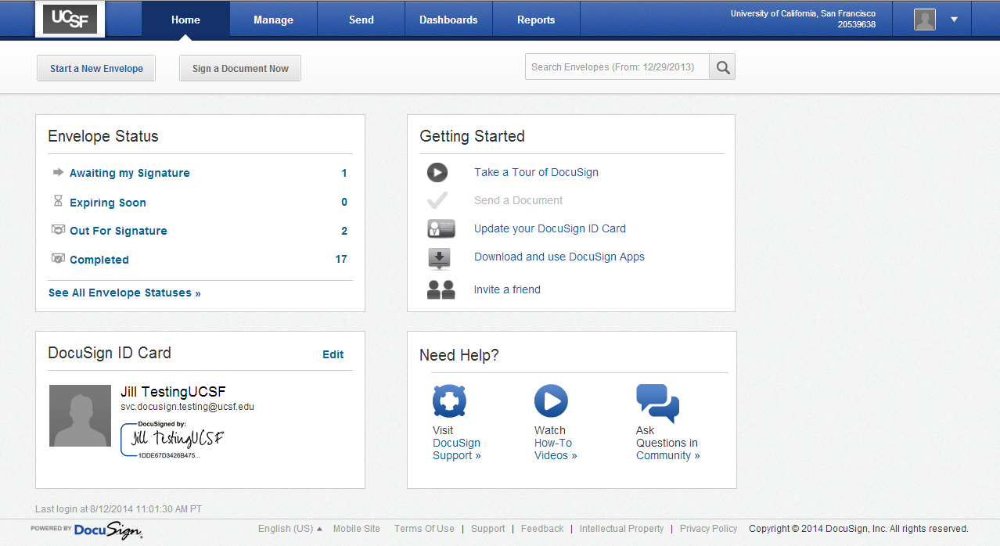 UCSF
Home
Manage
Send
Dashboards
Reports
University of California, San Francisco
20539638
Start a New Envelope
Sign a Document Now
Search Envelopes (From: 12/29/2013)
Envelope Status
Awaiting my Signature 1
Expiring Soon 0
Out For Signature 2
Completed 17
See All Envelope Statuses »
Getting Started
Take a Tour of DocuSign
Send a Document
Update your DocuSign ID Card
Download and use DocuSign Apps
Invite a friend
DocuSign ID Card Edit
Jill TestingUCSF
svc.docusign.testing@ucsf.edu
DocuSigned by:
Jill TestingUCSF
1DDE67D3426B475...
Need Help?
Visit
DocuSign
Support »
Watch
How-To
Videos »
Ask
Questions in
Community »
Last login at 8/12/2014 11:01:30 AM PT
POWERED BY DocuSign
English (US) Mobile Site Terms Of Use | Support | Feedback | Intellectual Property | Privacy Policy Copyright © 2014 DocuSign, Inc. All rights reserved.